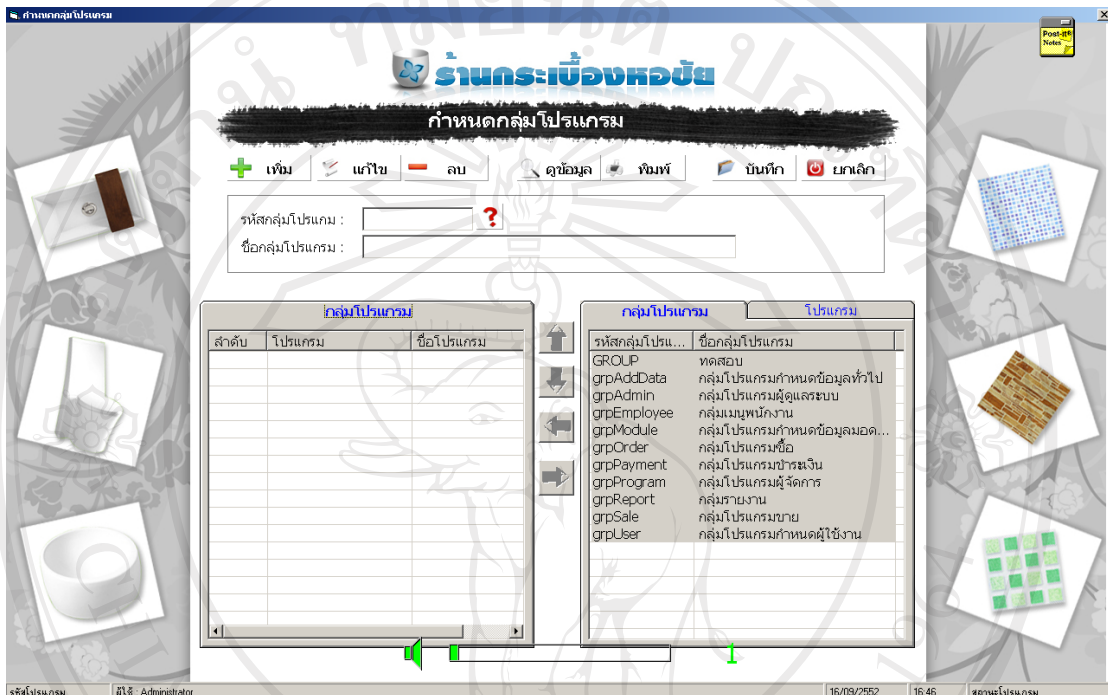 กำหนดกลุ่มโปรแกรม
Post-it®
Notes
ร้านกระเบื้องหอชัย
กำหนดกลุ่มโปรแกรม
เพิ่ม แก้ไข ลบ ดูข้อมูล พิมพ์ บันทึก ยกเลิก
รหัสกลุ่มโปรแกม :
ชื่อกลุ่มโปรแกรม :
กลุ่มโปรแกรม
ลำดับ โปรแกรม ชื่อโปรแกรม
กลุ่มโปรแกรม โปรแกรม
รหัสกลุ่มโปรแ... ชื่อกลุ่มโปรแกรม
GROUP ทดสอบ
grpAddData กลุ่มโปรแกรมกำหนดข้อมูลทั่วไป
grpAdmin กลุ่มโปรแกรมผู้ดูแลระบบ
grpEmployee กลุ่มเมนูพนักงาน
grpModule กลุ่มโปรแกรมกำหนดข้อมูลมอด...
grpOrder กลุ่มโปรแกรมซื้อ
grpPayment กลุ่มโปรแกรมชำระเงิน
grpProgram กลุ่มโปรแกรมผู้จัดการ
grpReport กลุ่มรายงาน
grpSale กลุ่มโปรแกรมขาย
grpUser กลุ่มโปรแกรมกำหนดผู้ใช้งาน
1
รหัสโปรแกรม ผู้ใช้ : Administrator 16/09/2552 16:46 สถานะโปรแกรม